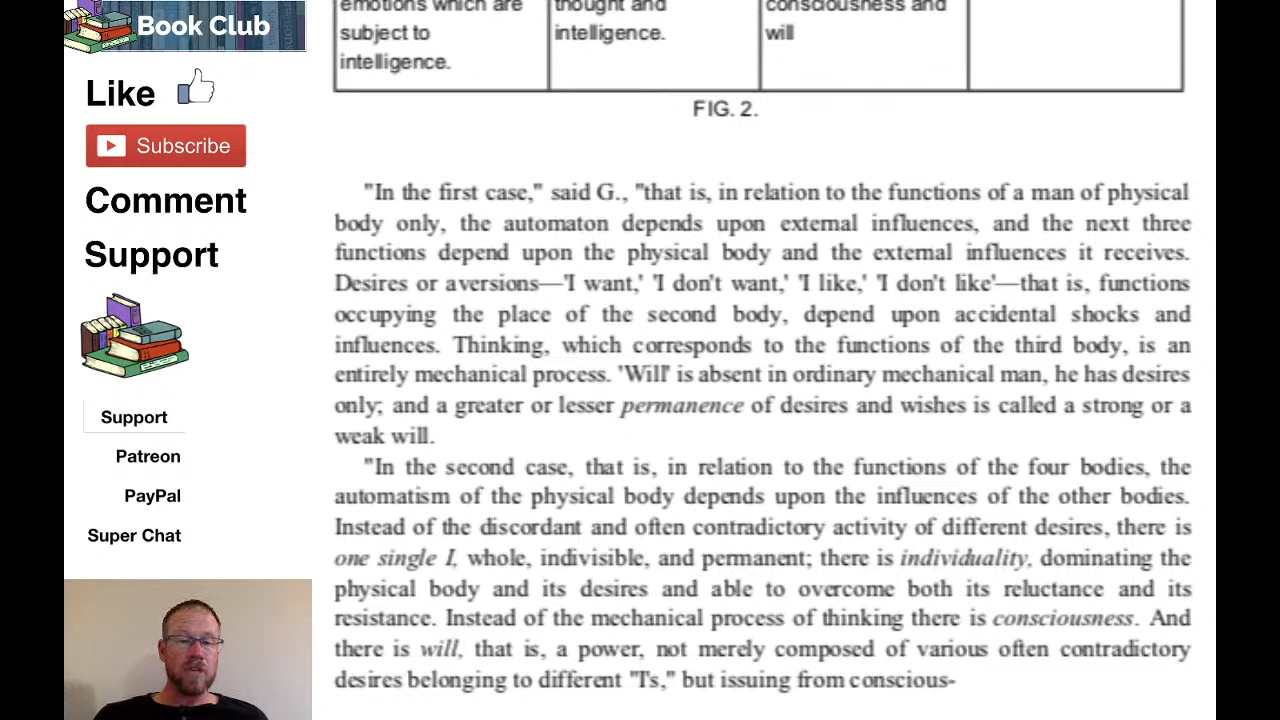 Book Club
Like
Subscribe
Comment
Support
Support
Patreon
PayPal
Super Chat
emotions which are
subject to
intelligence.
thought and
intelligence.
consciousness and
will
FIG. 2.
"In the first case," said G., "that is, in relation to the functions of a man of physical
body only, the automaton depends upon external influences, and the next three
functions depend upon the physical body and the external influences it receives.
Desires or aversions—'I want,' 'I don't want,' 'I like,' 'I don't like'—that is, functions
occupying the place of the second body, depend upon accidental shocks and
influences. Thinking, which corresponds to the functions of the third body, is an
entirely mechanical process. 'Will' is absent in ordinary mechanical man, he has desires
only; and a greater or lesser permanence of desires and wishes is called a strong or a
weak will.
"In the second case, that is, in relation to the functions of the four bodies, the
automatism of the physical body depends upon the influences of the other bodies.
Instead of the discordant and often contradictory activity of different desires, there is
one single I, whole, indivisible, and permanent; there is individuality, dominating the
physical body and its desires and able to overcome both its reluctance and its
resistance. Instead of the mechanical process of thinking there is consciousness. And
there is will, that is, a power, not merely composed of various often contradictory
desires belonging to different "I's," but issuing from conscious-